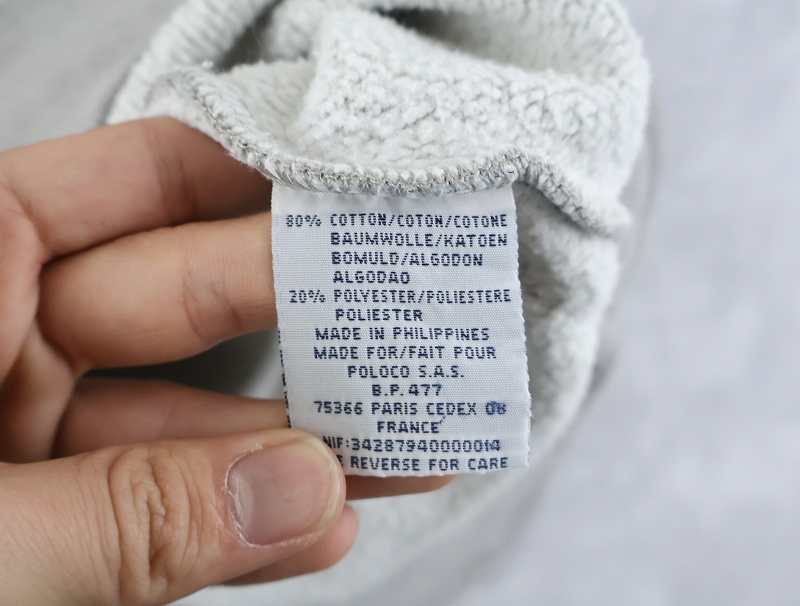 80% COTTON/COTON/COTONE
BAUMWOLLE/KATOEN
BOMULD/ALGODON
ALGODAO
20% POLYESTER/POLIESTERE
POLIESTER
MADE IN PHILIPPINES
MADE FOR/FAIT POUR
POLOCO S.A.S.
B.P. 477
75366 PARIS CEDEX 08
FRANCE
NIF:34287940000014
REVERSE FOR CARE